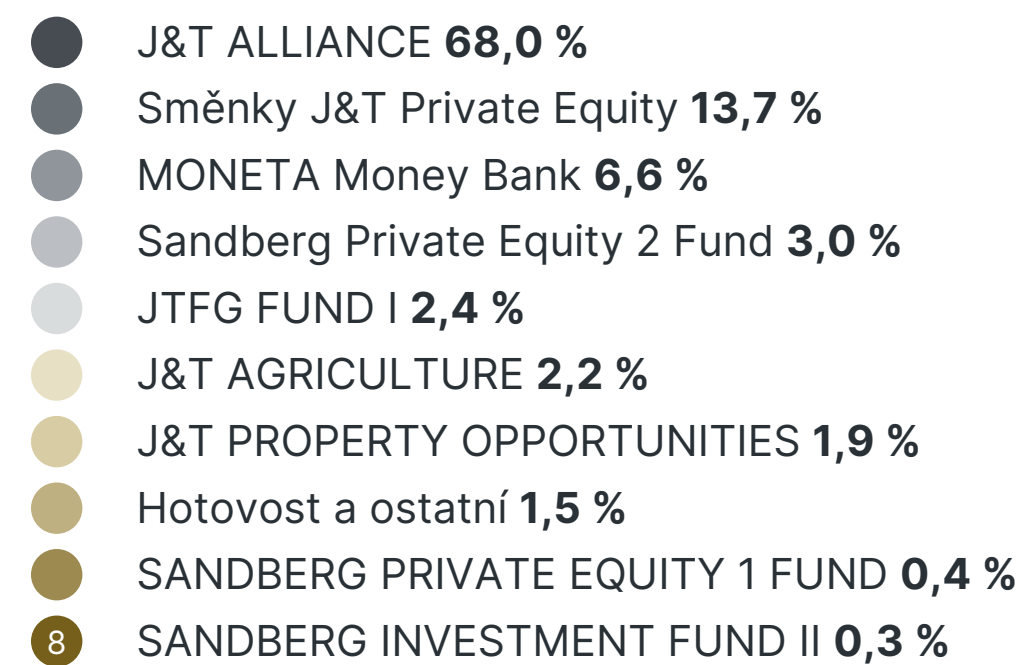 J&T ALLIANCE 68,0 %
Směnky J&T Private Equity 13,7 %
MONETA Money Bank 6,6 %
Sandberg Private Equity 2 Fund 3,0 %
JTFG FUND I 2,4 %
J&T AGRICULTURE 2,2 %
J&T PROPERTY OPPORTUNITIES 1,9 %
Hotovost a ostatní 1,5 %
SANDBERG PRIVATE EQUITY 1 FUND 0,4 %
8 SANDBERG INVESTMENT FUND II 0,3 %